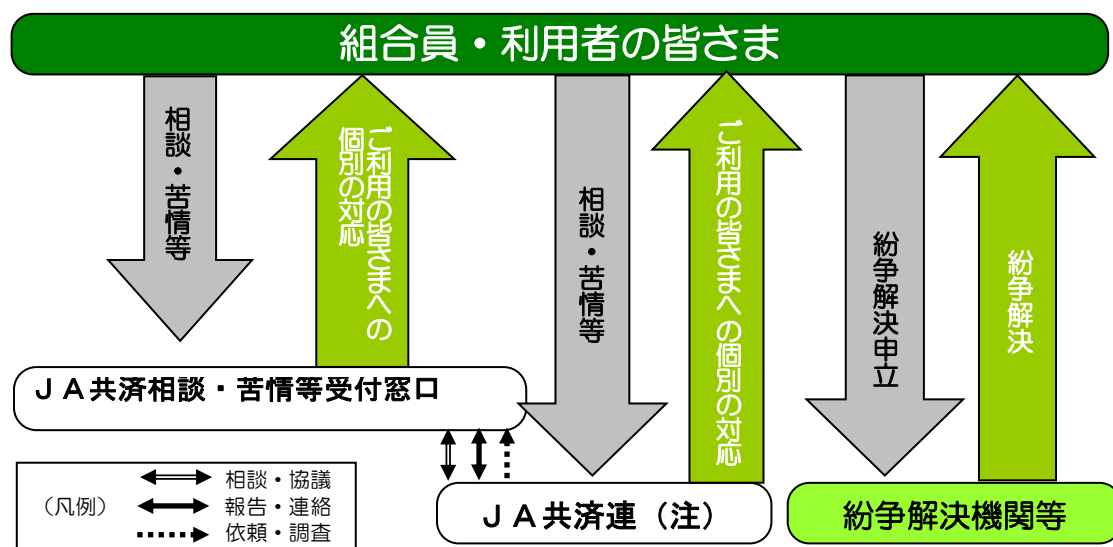 組合員・利用者の皆さま
相談・苦情等
ご利用の皆さまへの
個別の対応
相談・苦情等
ご利用の皆さまへ の個別の対応
紛争解決申立
紛争解決
ＪＡ共済相談・苦情等受付窓口
（凡例）
相談・協議
報告・連絡
依頼・調査
ＪＡ共済連（注）
紛争解決機関等